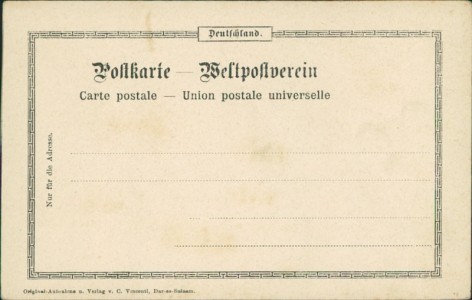 Deutschland.
Postkarte — Weltpostverein
Carte postale — Union postale universelle
Nur für die Adresse.
Original-Aufnahme u. Verlag v. C. Vincenti, Dar-es-Salaam.